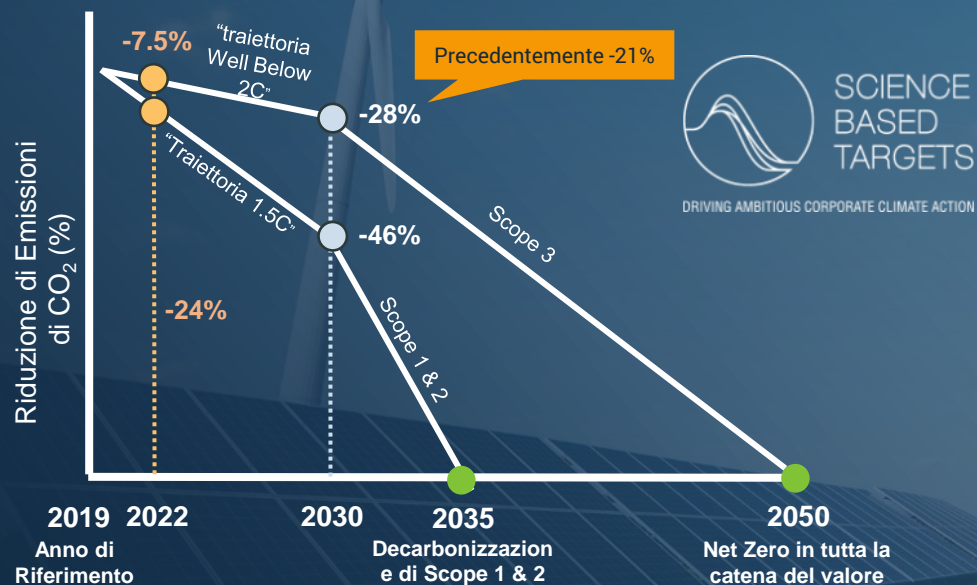 -7.5%
“traiettoria
Well Below
2C”
Precedentemente -21%
-28%
“Traiettoria 1.5C”
-46%
-24%
Scope 3
Scope 1 & 2
Riduzione di Emissioni
di CO₂ (%)
SCIENCE
BASED
TARGETS
DRIVING AMBITIOUS CORPORATE CLIMATE ACTION
2019
Anno di
Riferimento
2022
2030
2035
Decarbonizzazion
e di Scope 1 & 2
2050
Net Zero in tutta la
catena del valore